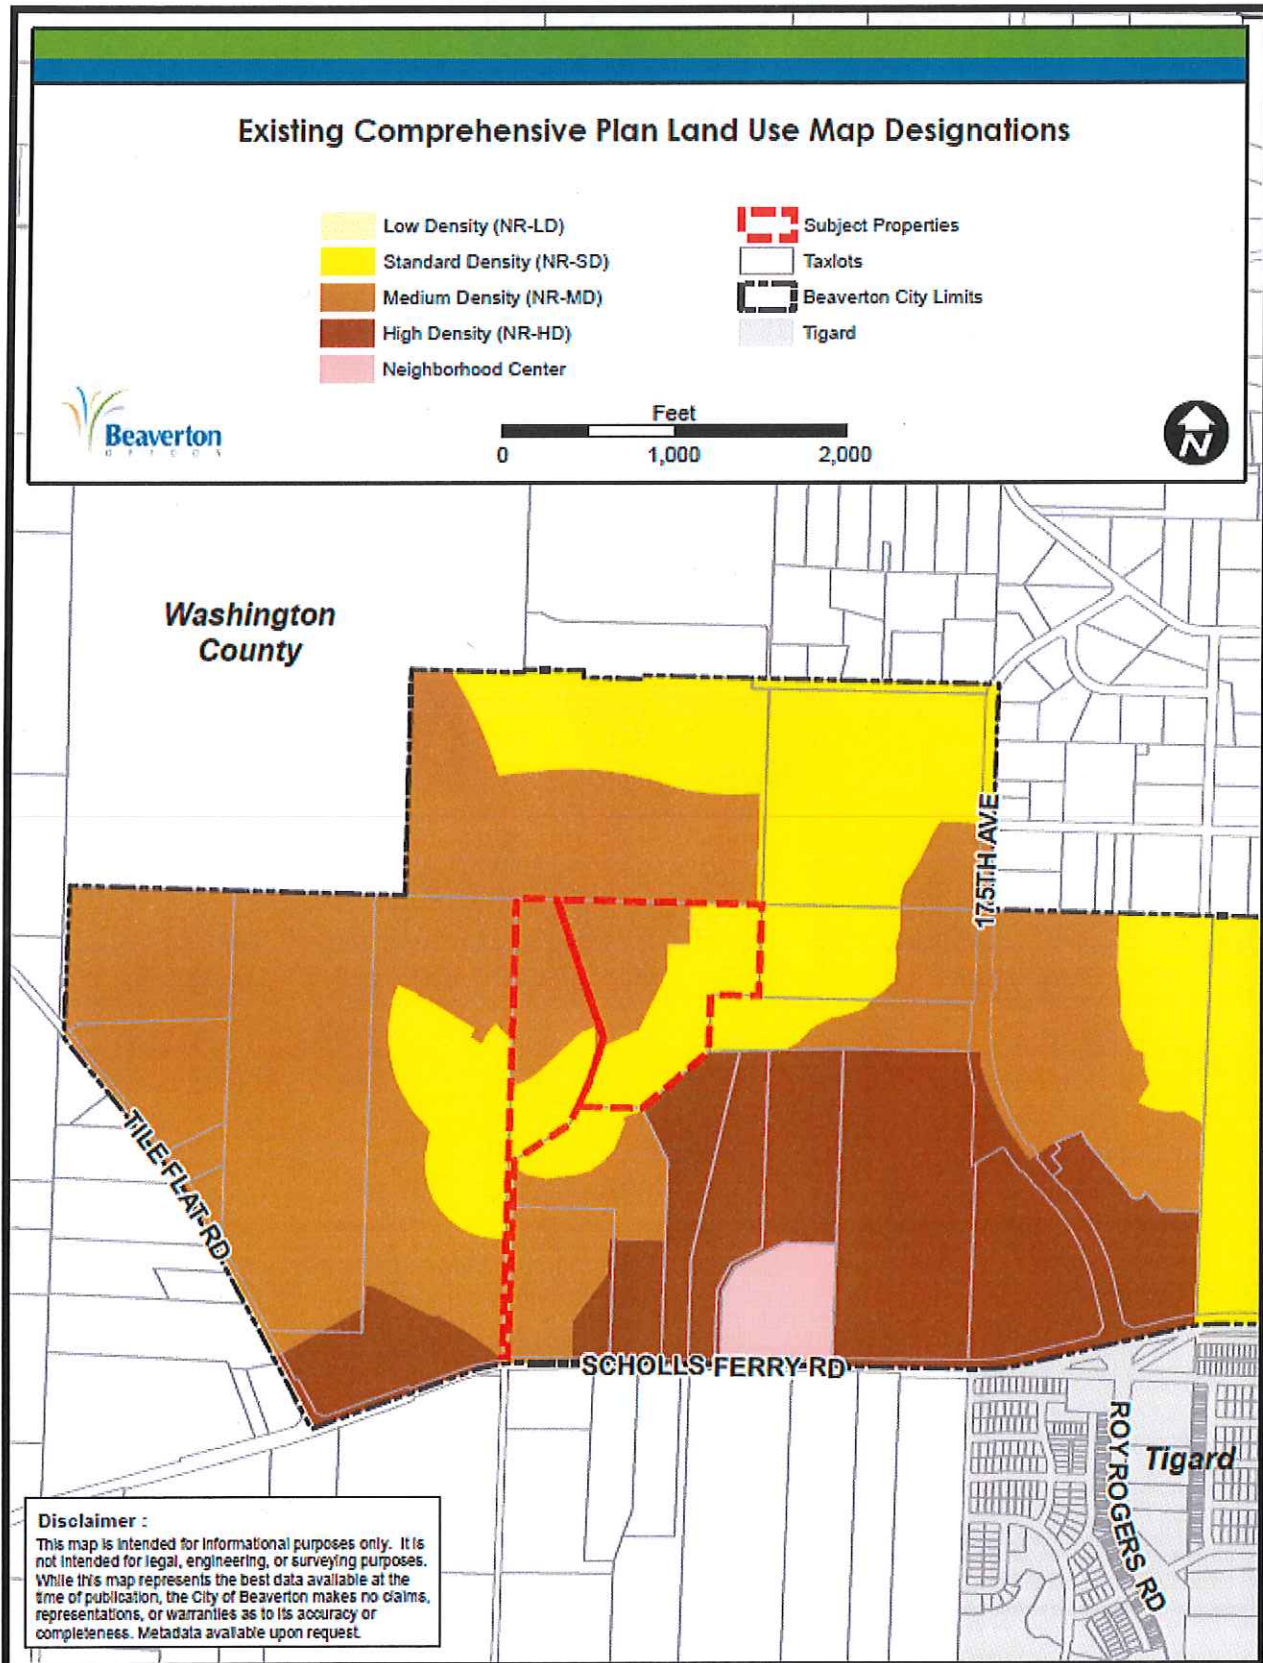 Existing Comprehensive Plan Land Use Map Designations
Low Density (NR-LD)
Standard Density (NR-SD)
Medium Density (NR-MD)
High Density (NR-HD)
Neighborhood Center
Subject Properties
Taxlots
Beaverton City Limits
Tigard
Beaverton
OREGON
Feet
0 1,000 2,000
N
Washington
County
175TH AVE
TILE FLAT RD
SCHOLLS FERRY RD
ROY ROGERS RD
Tigard
Disclaimer :
This map is intended for informational purposes only. It is
not intended for legal, engineering, or surveying purposes.
While this map represents the best data available at the
time of publication, the City of Beaverton makes no claims,
representations, or warranties as to its accuracy or
completeness. Metadata available upon request.